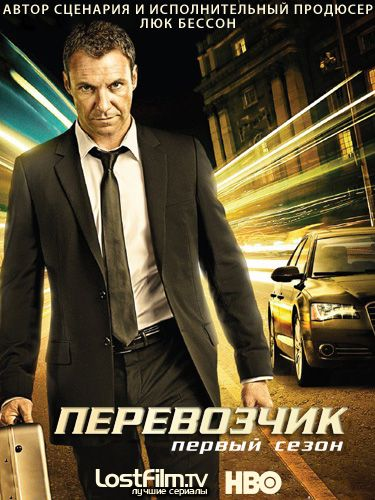 АВТОР СЦЕНАРИЯ И ИСПОЛНИТЕЛЬНЫЙ ПРОДЮСЕР
ЛЮК БЕССОН
ПЕРЕВОЗЧИК
первый сезон
Lostfilm.tv HBO
лучшие сериалы